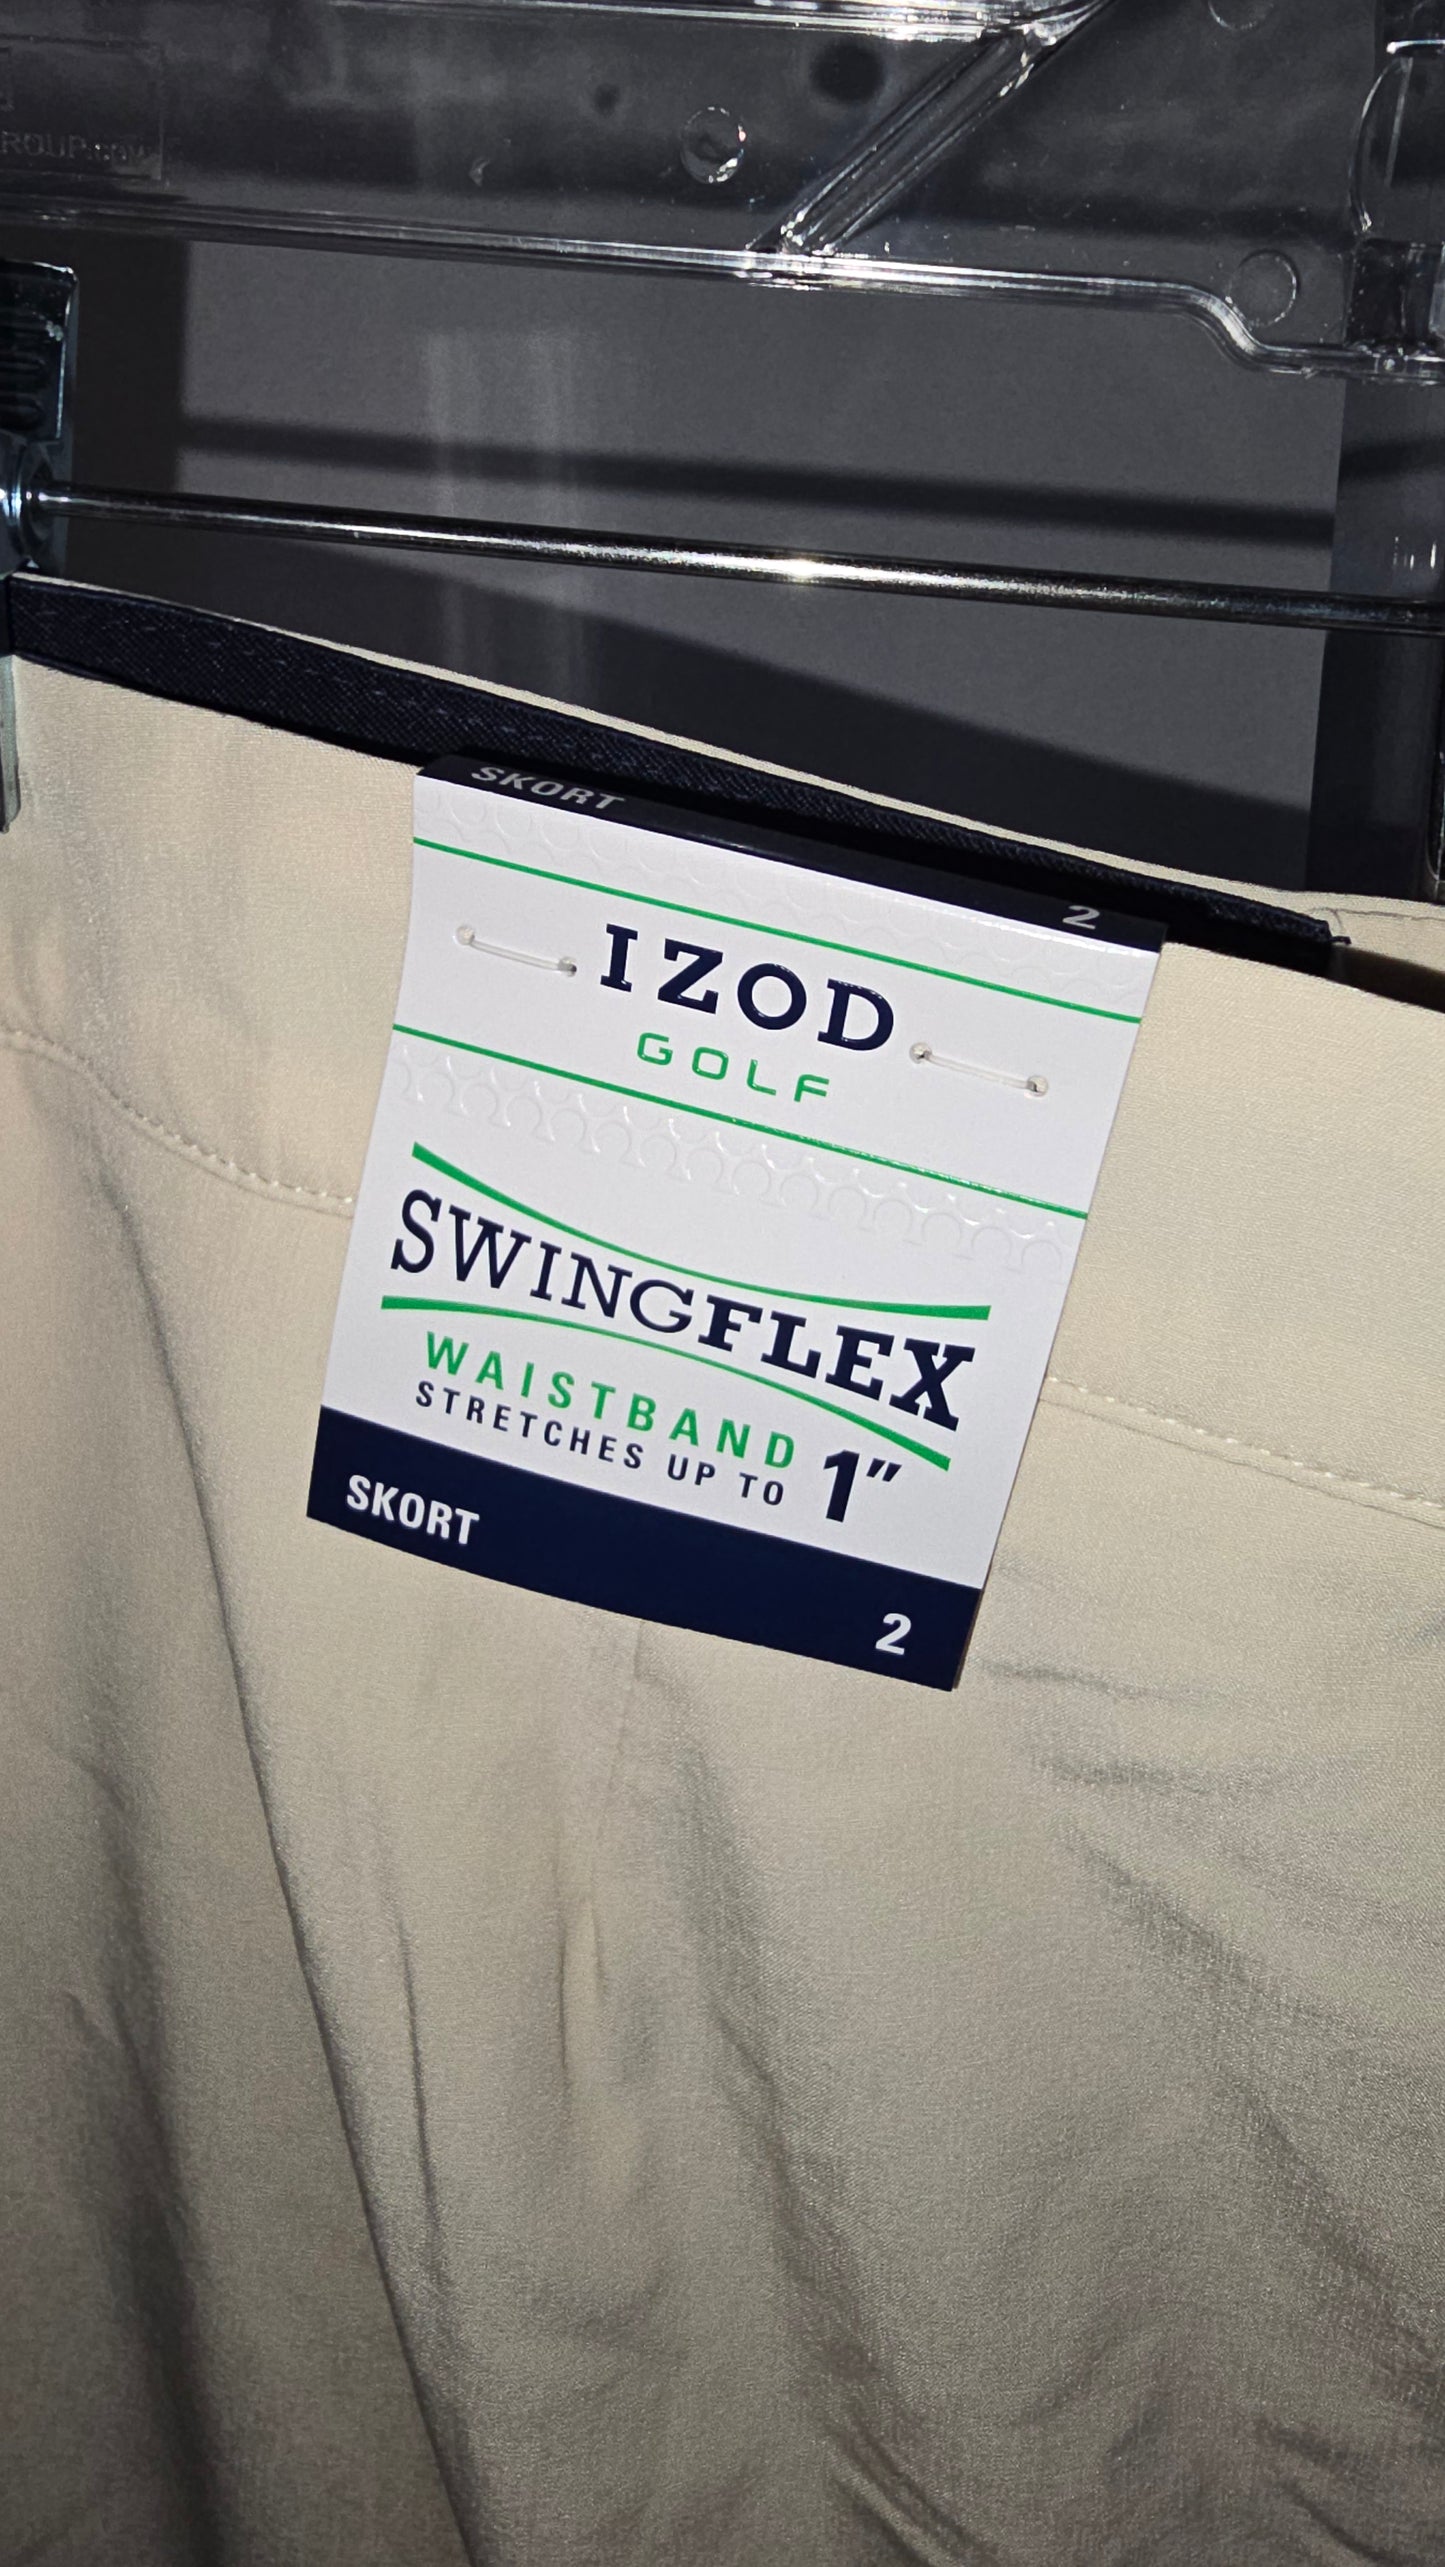 SKORT 2
IZOD
GOLF
SWINGFLEX
WAISTBAND
STRETCHES UP TO 1"
SKORT 2